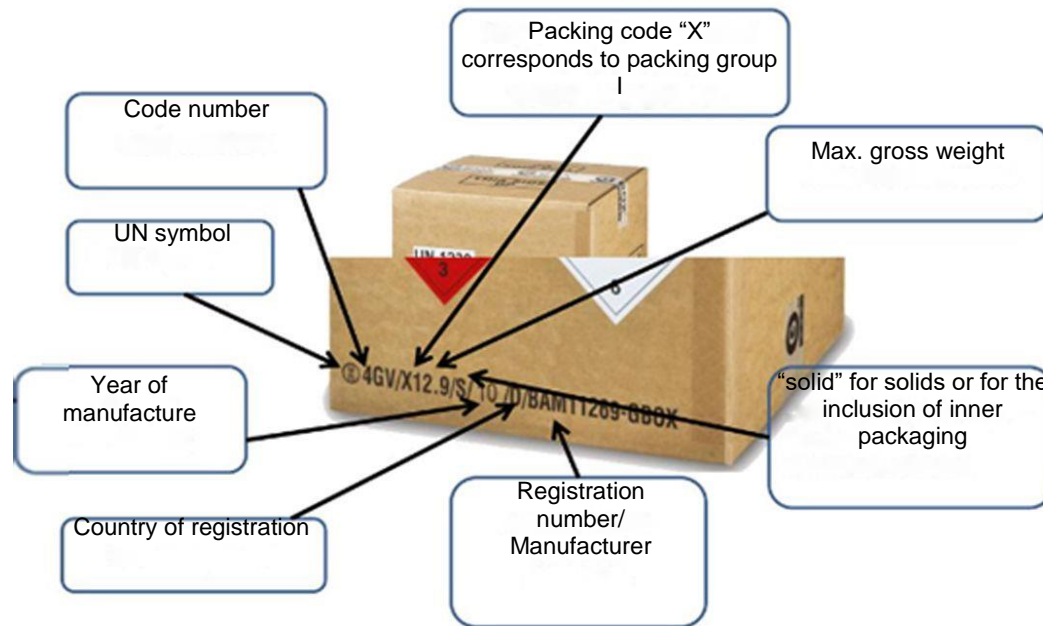 Packing code “X”
corresponds to packing group
I
Code number
Max. gross weight
UN symbol
3
6
4GV/X12.9/S/ 10 /D/BAM11269-GBOX
Year of
manufacture
"solid” for solids or for the
inclusion of inner
packaging
Country of registration
Registration
number/
Manufacturer